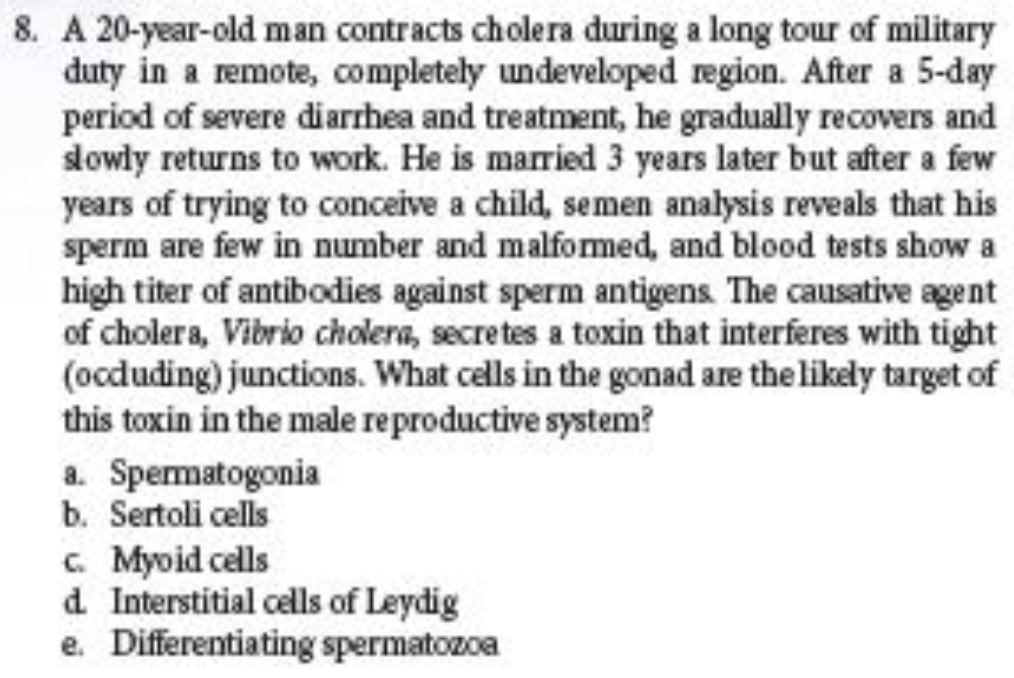 8. A 20-year-old man contracts cholera during a long tour of military
duty in a remote, completely undeveloped region. After a 5-day
period of severe diarrhea and treatment, he gradually recovers and
slowly returns to work. He is married 3 years later but after a few
years of trying to conceive a child, semen analysis reveals that his
sperm are few in number and malformed, and blood tests show a
high titer of antibodies against sperm antigens. The causative agent
of cholera, Vibrio cholera, secretes a toxin that interferes with tight
(occluding) junctions. What cells in the gonad are the likely target of
this toxin in the male reproductive system?
a. Spermatogonia
b. Sertoli cells
c. Myoid cells
d. Interstitial cells of Leydig
e. Differentiating spermatozoa